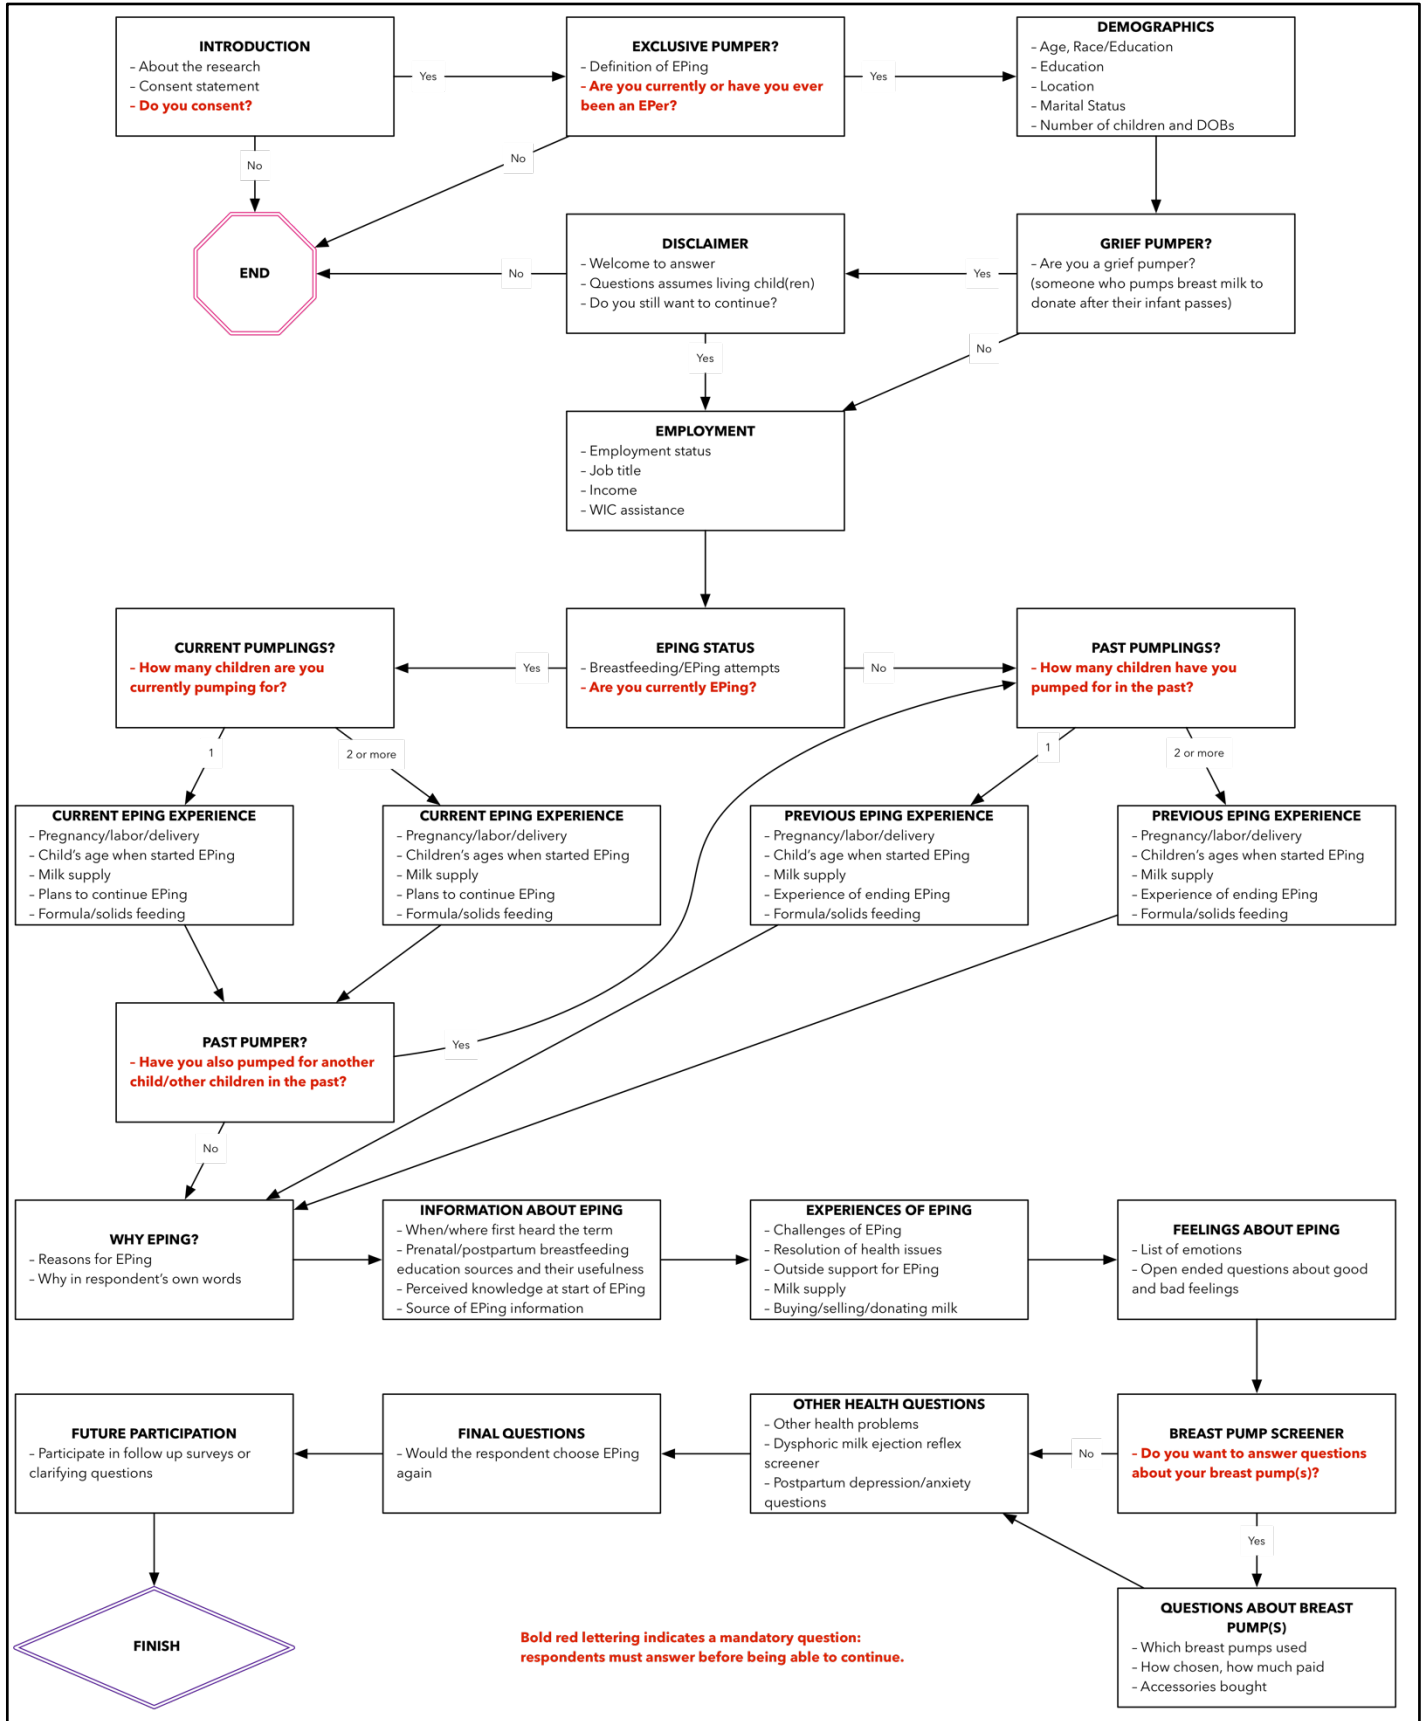 INTRODUCTION
– About the research
– Consent statement
– Do you consent?
Yes
EXCLUSIVE PUMPER?
– Definition of EPing
– Are you currently or have you ever
been an EPer?
Yes
DEMOGRAPHICS
– Age, Race/Education
– Education
– Location
– Marital Status
– Number of children and DOBs
No
No
END
No
DISCLAIMER
– Welcome to answer
– Questions assumes living child(ren)
– Do you still want to continue?
Yes
GRIEF PUMPER?
– Are you a grief pumper?
(someone who pumps breast milk to
donate after their infant passes)
Yes
No
EMPLOYMENT
– Employment status
– Job title
– Income
– WIC assistance
CURRENT PUMPLINGS?
– How many children are you
currently pumping for?
Yes
EPING STATUS
– Breastfeeding/EPing attempts
– Are you currently EPing?
No
PAST PUMPLINGS?
– How many children have you
pumped for in the past?
1
2 or more
1
2 or more
CURRENT EPING EXPERIENCE
– Pregnancy/labor/delivery
– Child's age when started EPing
– Milk supply
– Plans to continue EPing
– Formula/solids feeding
CURRENT EPING EXPERIENCE
– Pregnancy/labor/delivery
– Children's ages when started EPing
– Milk supply
– Plans to continue EPing
– Formula/solids feeding
PREVIOUS EPING EXPERIENCE
– Pregnancy/labor/delivery
– Child's age when started EPing
– Milk supply
– Experience of ending EPing
– Formula/solids feeding
PREVIOUS EPING EXPERIENCE
– Pregnancy/labor/delivery
– Children's ages when started EPing
– Milk supply
– Experience of ending EPing
– Formula/solids feeding
PAST PUMPER?
– Have you also pumped for another
child/other children in the past?
Yes
No
WHY EPING?
– Reasons for EPing
– Why in respondent's own words
INFORMATION ABOUT EPING
– When/where first heard the term
– Prenatal/postpartum breastfeeding
education sources and their usefulness
– Perceived knowledge at start of EPing
– Source of EPing information
EXPERIENCES OF EPING
– Challenges of EPing
– Resolution of health issues
– Outside support for EPing
– Milk supply
– Buying/selling/donating milk
FEELINGS ABOUT EPING
– List of emotions
– Open ended questions about good
and bad feelings
FUTURE PARTICIPATION
– Participate in follow up surveys or
clarifying questions
FINAL QUESTIONS
– Would the respondent choose EPing
again
OTHER HEALTH QUESTIONS
– Other health problems
– Dysphoric milk ejection reflex
screener
– Postpartum depression/anxiety
questions
No
BREAST PUMP SCREENER
– Do you want to answer questions
about your breast pump(s)?
Yes
FINISH
Bold red lettering indicates a mandatory question:
respondents must answer before being able to continue.
QUESTIONS ABOUT BREAST
PUMP(S)
– Which breast pumps used
– How chosen, how much paid
– Accessories bought